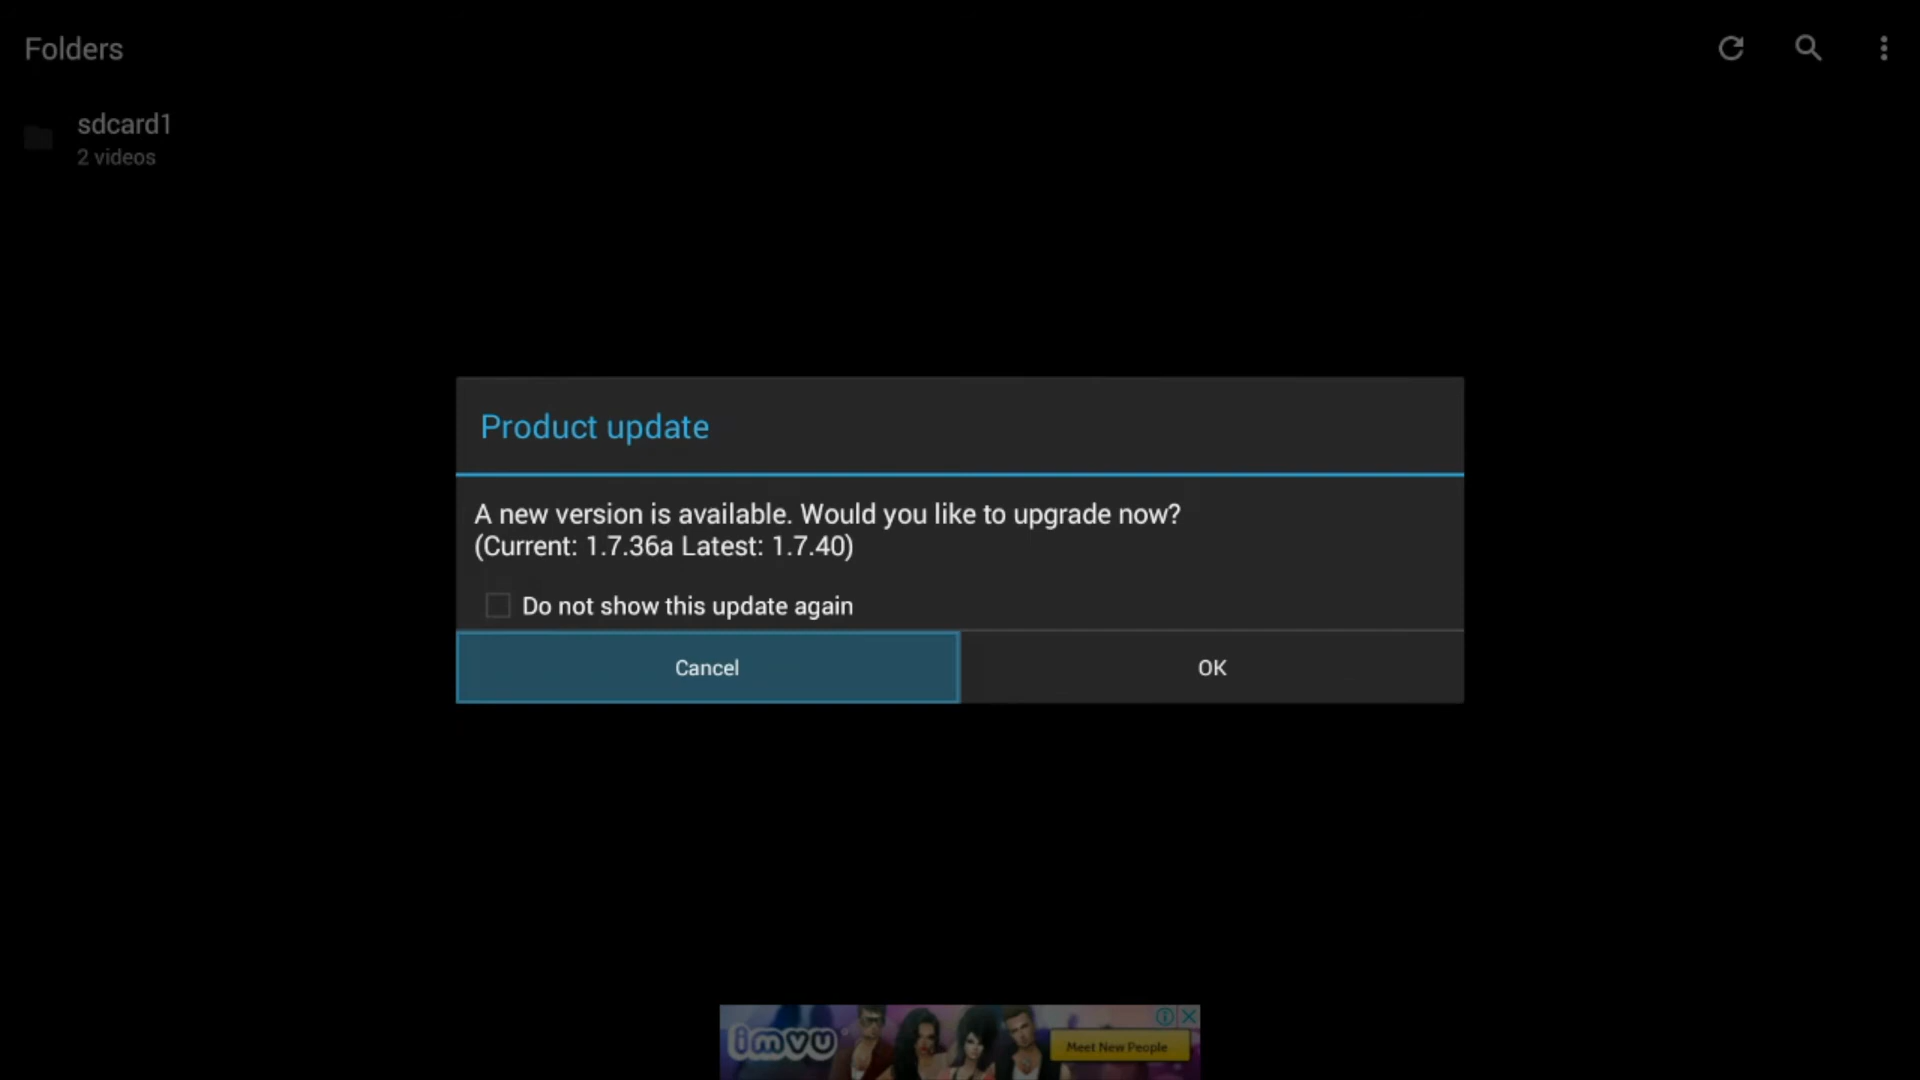 Folders
sdcard1
2 videos
Product update
A new version is available. Would you like to upgrade now?
(Current: 1.7.36a Latest: 1.7.40)
Do not show this update again
Cancel
OK
imvu
Meet New People